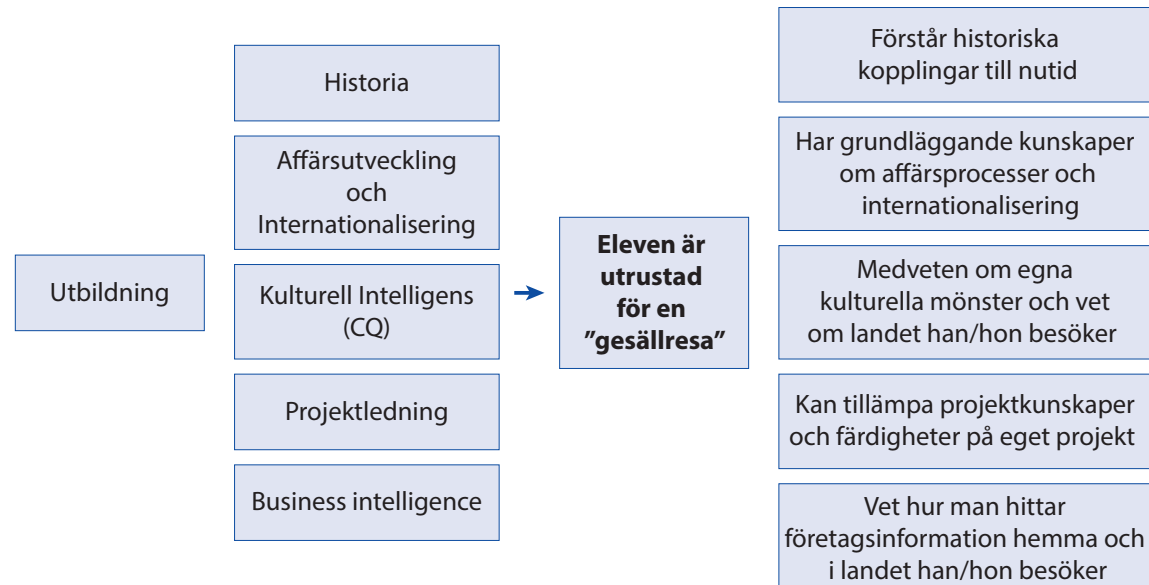 Utbildning
Historia
Affärsutveckling
och
Internationalisering
Kulturell Intelligens
(CQ)
Projektledning
Business intelligence
Eleven är
utrustad
för en
”gesällresa”
Förstår historiska
kopplingar till nutid
Har grundläggande kunskaper
om affärsprocesser och
internationalisering
Medveten om egna
kulturella mönster och vet
om landet han/hon besöker
Kan tillämpa projektkunskaper
och färdigheter på eget projekt
Vet hur man hittar
företagsinformation hemma och
i landet han/hon besöker